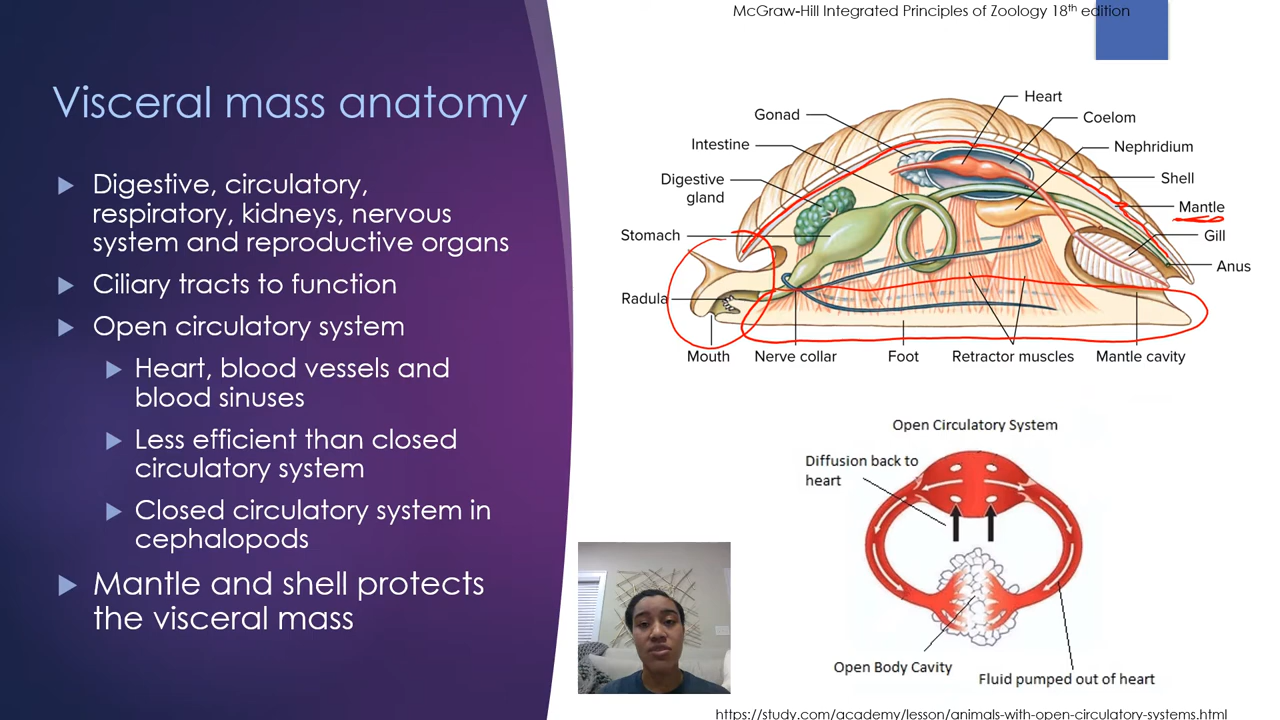 McGraw-Hill Integrated Principles of Zoology 18th edition
Visceral mass anatomy
Digestive, circulatory,
respiratory, kidneys, nervous
system and reproductive organs
Ciliary tracts to function
Open circulatory system
Heart, blood vessels and
blood sinuses
Less efficient than closed
circulatory system
Closed circulatory system in
cephalopods
Mantle and shell protects
the visceral mass
Heart
Gonad
Coelom
Intestine
Nephridium
Digestive
gland
Shell
Mantle
Stomach
Gill
Anus
Radula
Mouth
Nerve collar
Foot
Retractor muscles
Mantle cavity
Open Circulatory System
Diffusion back to
heart
Open Body Cavity
Fluid pumped out of heart
https://study.com/academy/lesson/animals-with-open-circulatory-systems.html